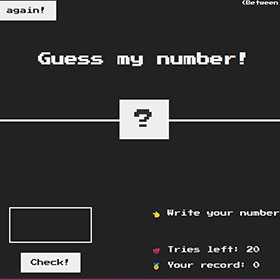 again!
(Between
Guess my number!
?
Write your number
Check!
Tries left: 20
Your record: 0